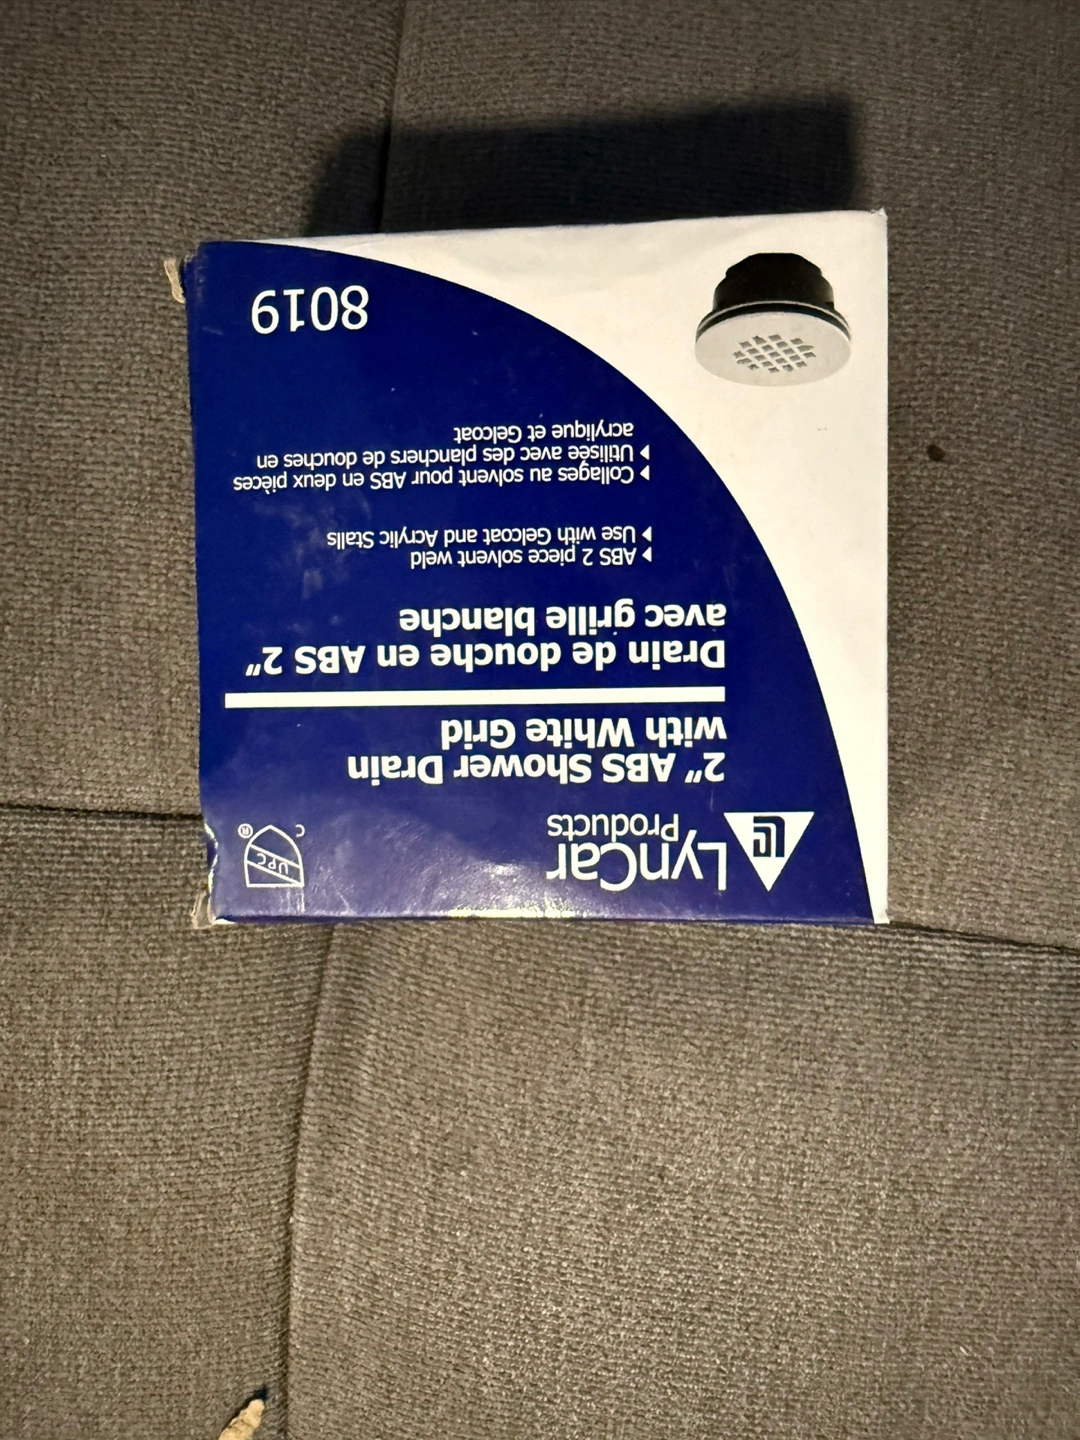 LC
LynCar
Products
UPC
®
C
2” ABS Shower Drain
with White Grid
Drain de douche en ABS 2”
avec grille blanche
ABS 2 piece solvent weld
Use with Gelcoat and Acrylic Stalls
Collages au solvent pour ABS en deux pièces
Utilisée avec des planchers de douches en
acrylique et Gelcoat
8019